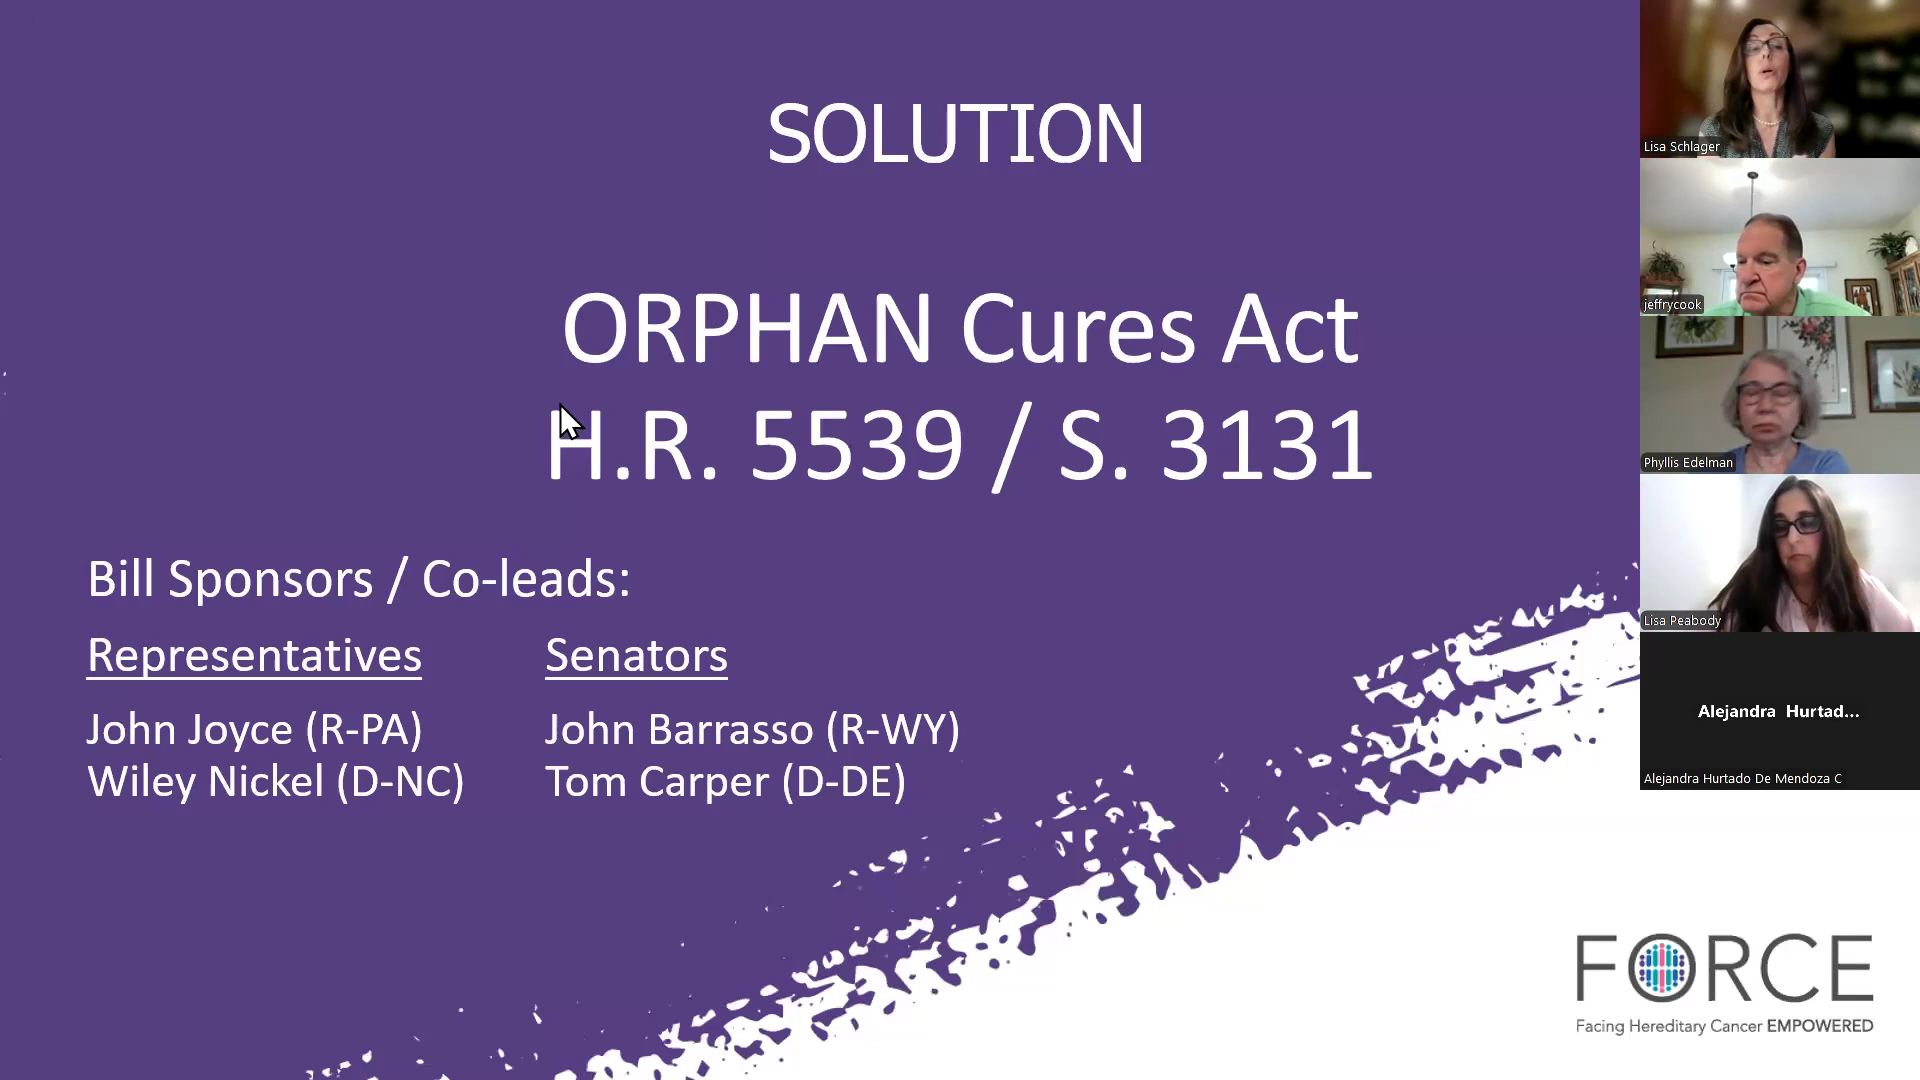 SOLUTION
ORPHAN Cures Act
H.R. 5539 / S. 3131
Bill Sponsors / Co-leads:
Representatives
John Joyce (R-PA)
Wiley Nickel (D-NC)
Senators
John Barrasso (R-WY)
Tom Carper (D-DE)
FORCE
Facing Hereditary Cancer EMPOWERED
Lisa Schlager
jeffrycook
Phyllis Edelman
Lisa Peabody
Alejandra Hurtad...
Alejandra Hurtado De Mendoza C